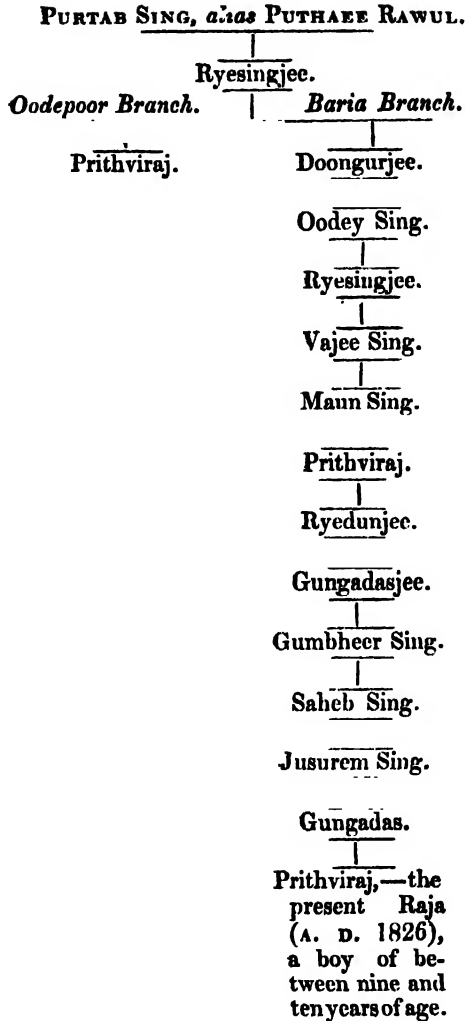 PURTAB SING, alias PUTHAEE RAWUL.
Ryesingjee.
Oodepoor Branch. Baria Branch.
Prithviraj. Doongurjee.
Oodey Sing.
Ryesingjee.
Vajee Sing.
Maun Sing.
Prithviraj.
Ryedunjee.
Gungadasjee.
Gumbheer Sing.
Saheb Sing.
Jusurem Sing.
Gungadas.
Prithviraj,—the
present Raja
(A. D. 1826),
a boy of be-
tween nine and
ten years of age.